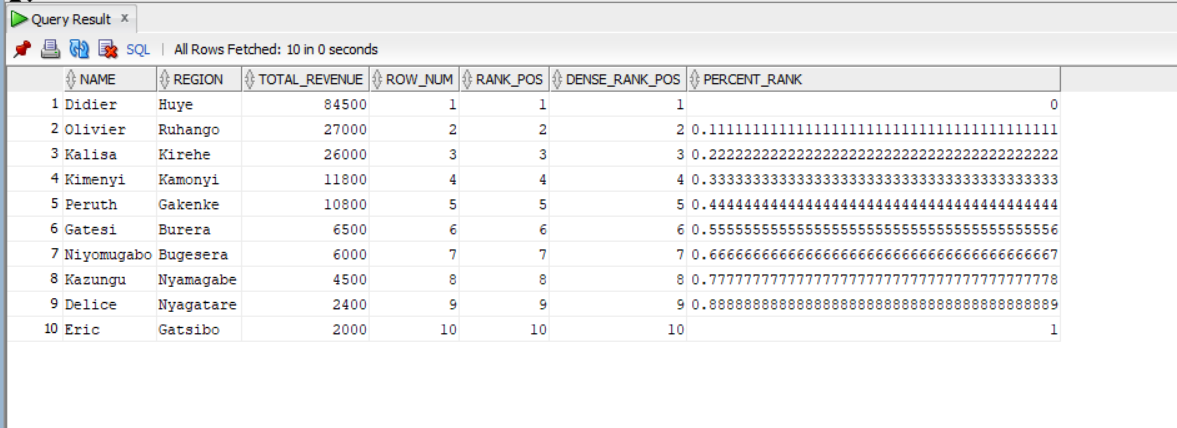 Query Result x
SQL | All Rows Fetched: 10 in 0 seconds
NAME REGION TOTAL_REVENUE ROW_NUM RANK_POS DENSE_RANK_POS PERCENT_RANK
1 Didier Huye 84500 1 1 1 0
2 Olivier Ruhango 27000 2 2 2 0.1111111111111111111111111111111111111111
3 Kalisa Kirehe 26000 3 3 3 0.2222222222222222222222222222222222222222
4 Kimenyi Kamonyi 11800 4 4 4 0.3333333333333333333333333333333333333333
5 Peruth Gakenke 10800 5 5 5 0.4444444444444444444444444444444444444444
6 Gatesi Burera 6500 6 6 6 0.5555555555555555555555555555555555555556
7 Niyomugabo Bugesera 6000 7 7 7 0.6666666666666666666666666666666666666667
8 Kazungu Nyamagabe 4500 8 8 8 0.7777777777777777777777777777777777777778
9 Delice Nyagatare 2400 9 9 9 0.8888888888888888888888888888888888888889
10 Eric Gatsibo 2000 10 10 10 1